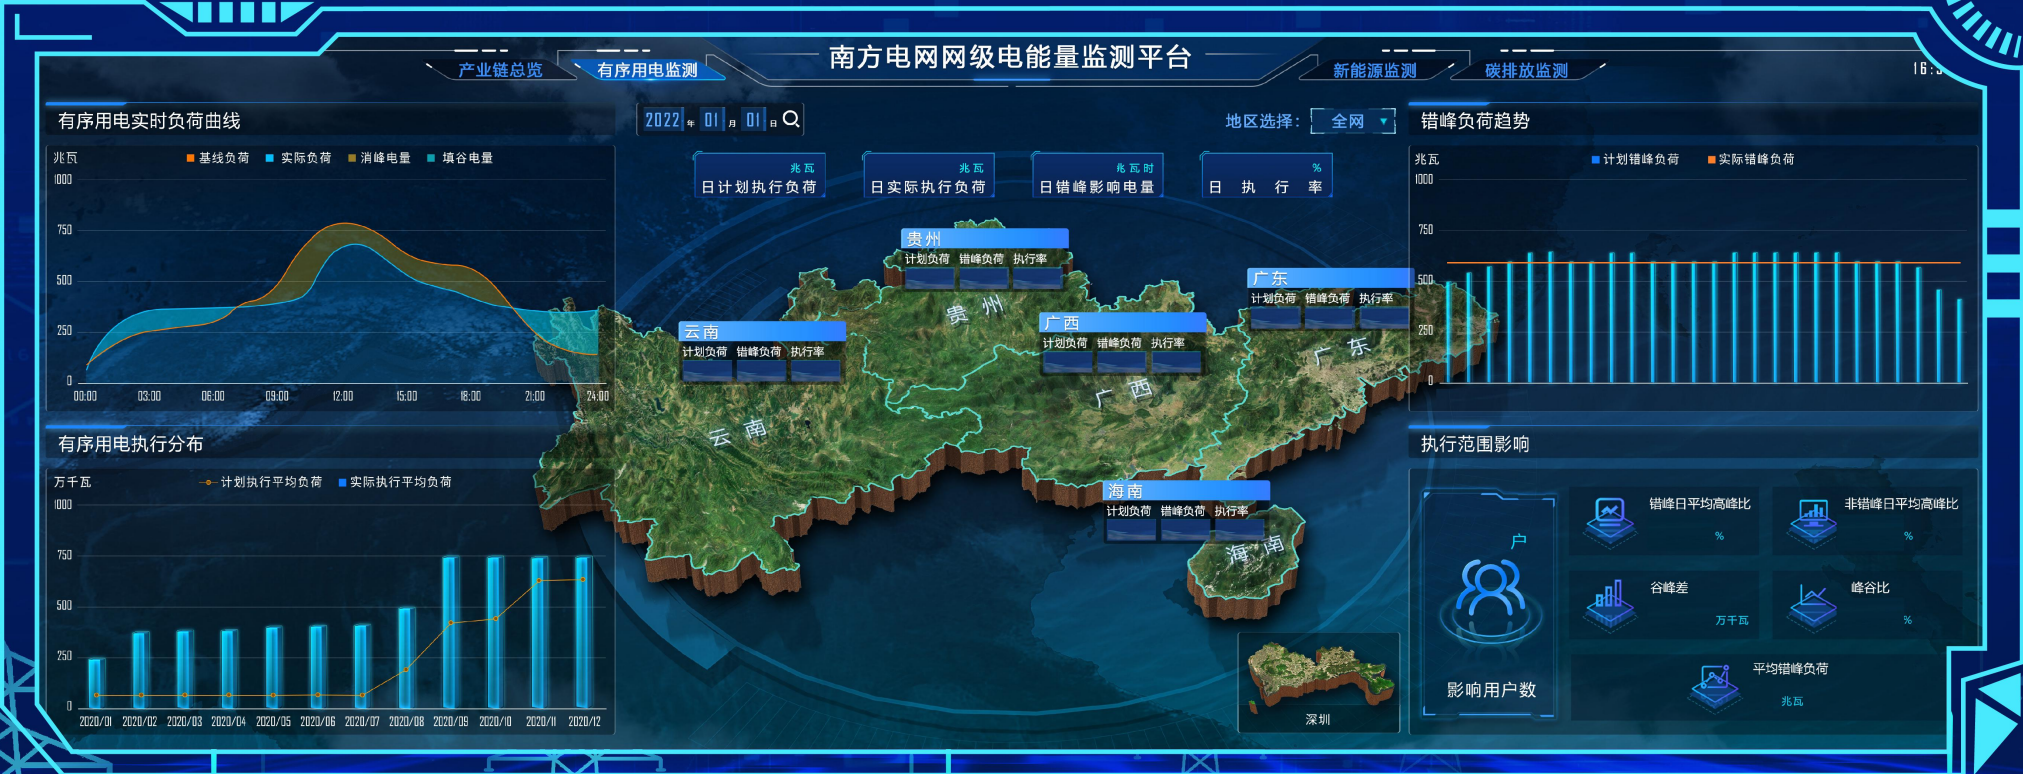 南方电网网级电能量监测平台
产业链总览
有序用电监测
新能源监测
碳排放监测
有序用电实时负荷曲线
兆瓦
基线负荷 实际负荷 消峰电量 填谷电量
1000
750
500
250
0
00:00 03:00 06:00 09:00 12:00 15:00 18:00 21:00 24:00
有序用电执行分布
万千瓦
计划执行平均负荷 实际执行平均负荷
1000
750
500
250
0
2020/01 2020/02 2020/03 2020/04 2020/05 2020/06 2020/07 2020/08 2020/09 2020/10 2020/11 2020/12
2022 年 01 月 01 日
地区选择： 全网
兆瓦
日计划执行负荷
兆瓦
日实际执行负荷
兆瓦时
日错峰影响电量
%
日执行率
贵州
计划负荷 错峰负荷 执行率
广东
计划负荷 错峰负荷 执行率
云南
计划负荷 错峰负荷 执行率
广西
计划负荷 错峰负荷 执行率
海南
计划负荷 错峰负荷 执行率
贵州
广东
广西
云南
海南
深圳
错峰负荷趋势
兆瓦
计划错峰负荷 实际错峰负荷
1000
750
500
250
0
执行范围影响
户
影响用户数
错峰日平均高峰比
%
非错峰日平均高峰比
%
谷峰差
万千瓦
峰谷比
%
平均错峰负荷
兆瓦